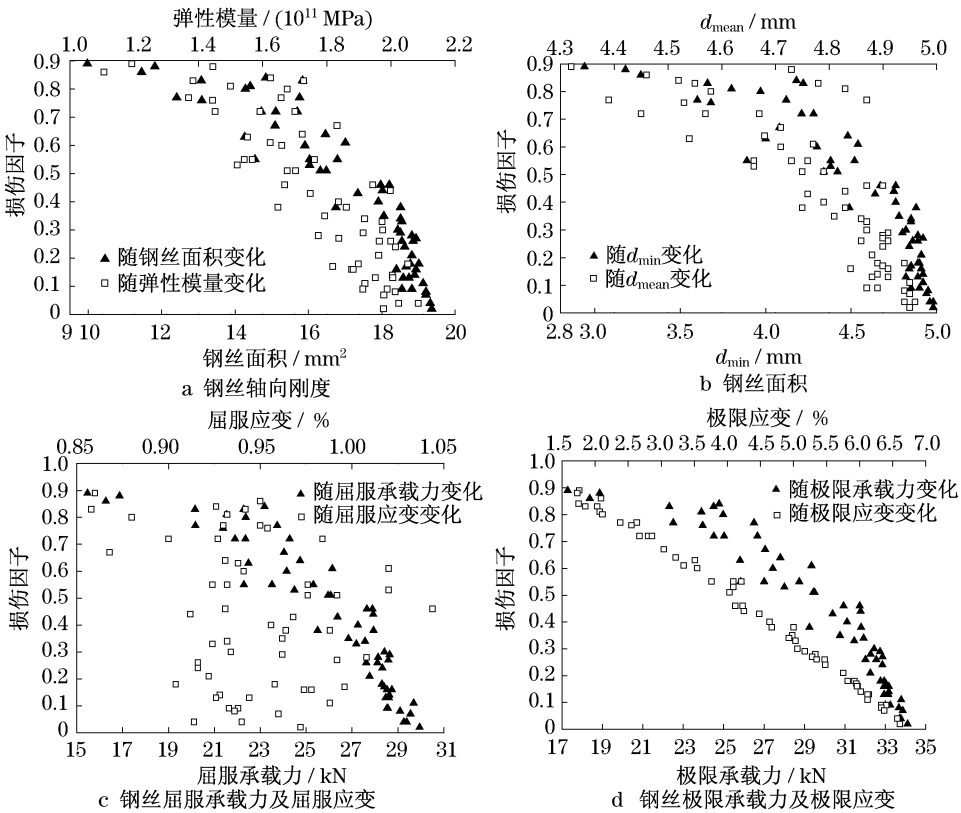 弹性模量 / (10¹¹ MPa)
1.0 1.2 1.4 1.6 1.8 2.0 2.2
0.9
0.8
0.7
0.6
0.5
0.4
0.3
0.2
0.1
0
损伤因子
▲ 随钢丝面积变化
□ 随弹性模量变化
9 10 12 14 16 18 20
钢丝面积 / mm²
a 钢丝轴向刚度
d_mean / mm
4.3 4.4 4.5 4.6 4.7 4.8 4.9 5.0
0.9
0.8
0.7
0.6
0.5
0.4
0.3
0.2
0.1
0
损伤因子
▲ 随d_min变化
□ 随d_mean变化
2.8 3.0 3.5 4.0 4.5 5.0
d_min / mm
b 钢丝面积
屈服应变 / %
0.85 0.90 0.95 1.00 1.05
1.0
0.9
0.8
0.7
0.6
0.5
0.4
0.3
0.2
0.1
0
损伤因子
▲ 随屈服承载力变化
□ 随屈服应变变化
15 17 19 21 23 25 27 29 31
屈服承载力 / kN
c 钢丝屈服承载力及屈服应变
极限应变 / %
1.5 2.0 2.5 3.0 3.5 4.0 4.5 5.0 5.5 6.0 6.5 7.0
1.0
0.9
0.8
0.7
0.6
0.5
0.4
0.3
0.2
0.1
0
损伤因子
▲ 随极限承载力变化
□ 随极限应变变化
17 19 21 23 25 27 29 31 33 35
极限承载力 / kN
d 钢丝极限承载力及极限应变